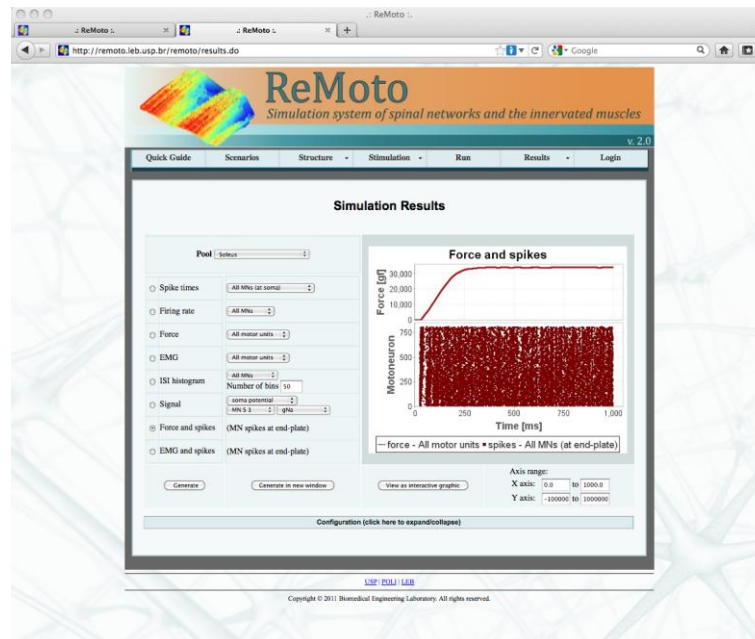 .: ReMoto :.
.: ReMoto :.
.: ReMoto :.
http://remoto.leb.usp.br/remoto/results.do
Google
ReMoto
Simulation system of spinal networks and the innervated muscles
v. 2.0
Quick Guide Scenarios Structure Stimulation Run Results Login
Simulation Results
Pool Soleus
Spike times All MNs (at soma)
Firing rate All MNs
Force All motor units
EMG All motor units
ISI histogram All MNs
Number of bins 50
Signal soma potential
MN S 1 gNa
Force and spikes (MN spikes at end-plate)
EMG and spikes (MN spikes at end-plate)
Force and spikes
Force [gf]
30,000
20,000
10,000
0
Motoneuron
750
500
250
0
0 250 500 750 1,000
Time [ms]
force - All motor units spikes - All MNs (at end-plate)
Generate Generate in new window View as interactive graphic
Axis range:
X axis: 0.0 to 1000.0
Y axis: -100000 to 1000000
Configuration (click here to expand/collapse)
USP | POLI | LEB
Copyright © 2011 Biomedical Engineering Laboratory. All rights reserved.